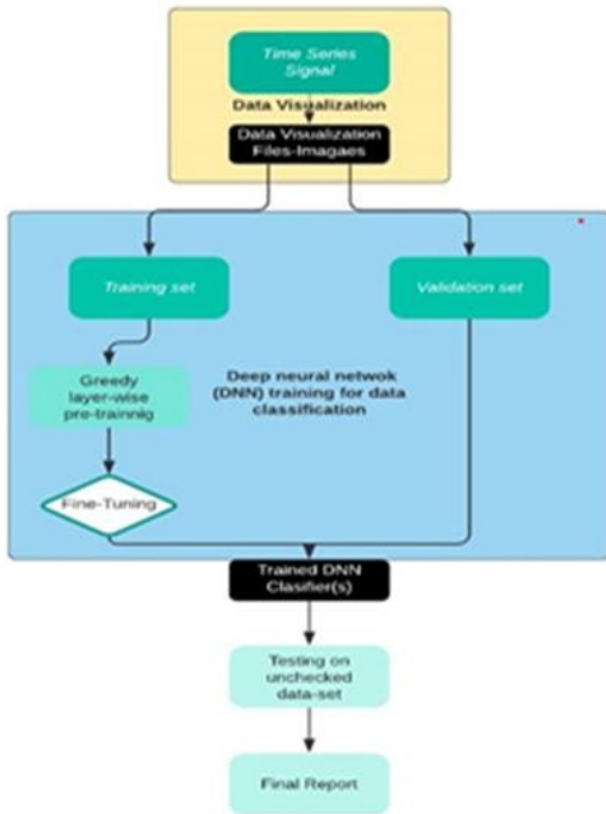 Time Series
Signal
Data Visualization
Data Visualization
Files-Imagaes
Training set
Validation set
Greedy
layer-wise
pre-trainnig
Deep neural netwok
(DNN) training for data
classification
Fine-Tuning
Trained DNN
Clasifier(s)
Testing on
unchecked
data-set
Final Report